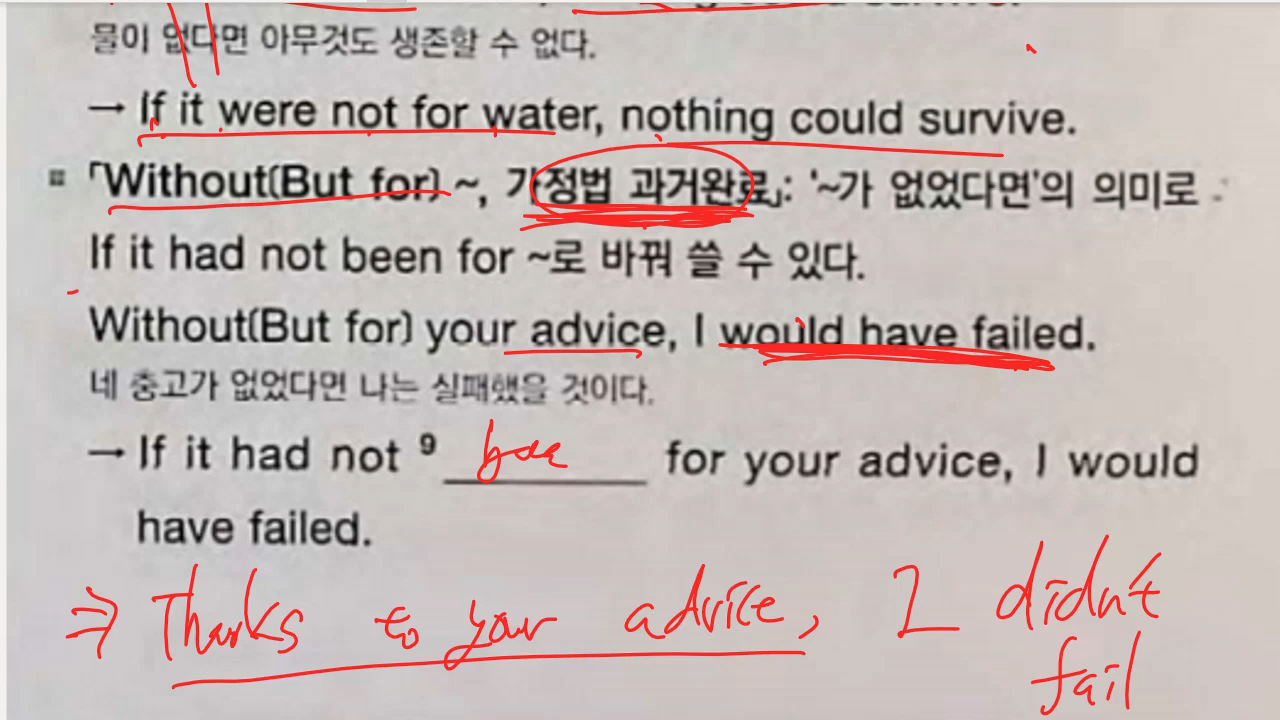 물이 없다면 아무것도 생존할 수 없다.
→ If it were not for water, nothing could survive.
「Without(But for) ~, 가정법 과거완료」: '~가 없었다면'의 의미로
If it had not been for ~로 바꿔 쓸 수 있다.
Without(But for) your advice, I would have failed.
네 충고가 없었다면 나는 실패했을 것이다.
→ If it had not 9 for your advice, I would
have failed.
⇒ Thanks to your advice, I didn't
fail